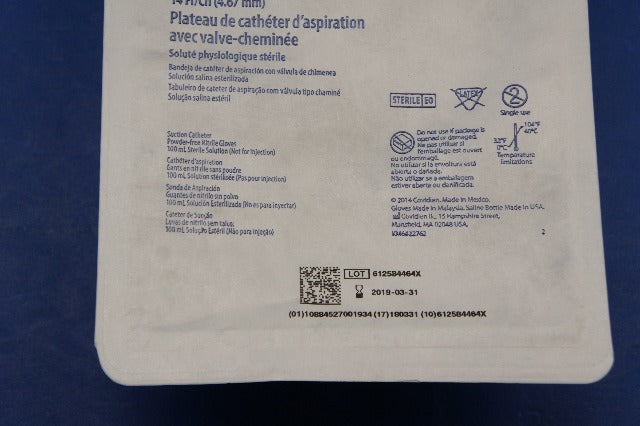 14 Fr/Ch (4.67 mm)
Plateau de cathéter d'aspiration
avec valve-cheminée
Soluté physiologique stérile
Bandeja de catéter de aspiración con válvula de chimenea
Solución salina esterilizada
Tabuleiro de cateter de aspiração com válvula tipo chaminé
Solução salina estéril
Suction Catheter
Powder-free Nitrile Gloves
100 mL Sterile Solution (Not for Injection)
Cathéter d'aspiration
Gants en nitrile sans poudre
100 mL Solution stérilisée (Pas pour injection)
Sonda de Aspiración
Guantes de nitrilo sin polvo
100 mL Solución Esterilizada (No es para inyectar)
Cateter de Sucção
Luvas de nitrilo sem talco
100 mL Solução Estéril (Não para injeção)
STERILE EO
LATEX
2
Single use
Do not use if package is
opened or damaged.
Ne pas utiliser si
l'emballage est ouvert
ou endommagé.
No utilizar si la envoltura está
abierta o dañada.
Não utilizar se a embalagem
estiver aberta ou danificada.
104°F
40°C
32°F
0°C
Temperature
limitations
© 2014 Covidien. Made in Mexico.
Gloves Made in Malaysia. Saline Bottle Made in USA.
Covidien llc, 15 Hampshire Street,
Mansfield, MA 02048 USA.
2
LOT 612584464X
2018-03-31
(01)10884527001934 (17)180331 (10)612584464X